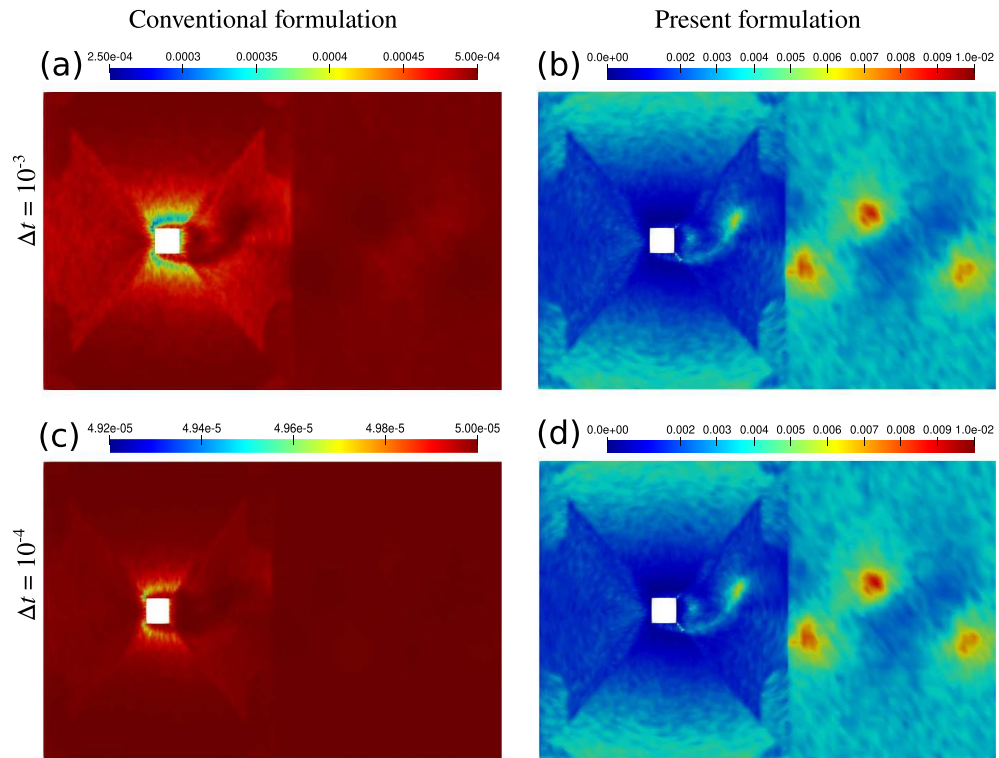 Conventional formulation
Present formulation
(a) 2.50e-04 0.0003 0.00035 0.0004 0.00045 5.00e-04
(b) 0.0e+00 0.002 0.003 0.004 0.005 0.006 0.007 0.008 0.009 1.0e-02
Δt = 10⁻³
(c) 4.92e-05 4.94e-5 4.96e-5 4.98e-5 5.00e-05
(d) 0.0e+00 0.002 0.003 0.004 0.005 0.006 0.007 0.008 0.009 1.0e-02
Δt = 10⁻⁴